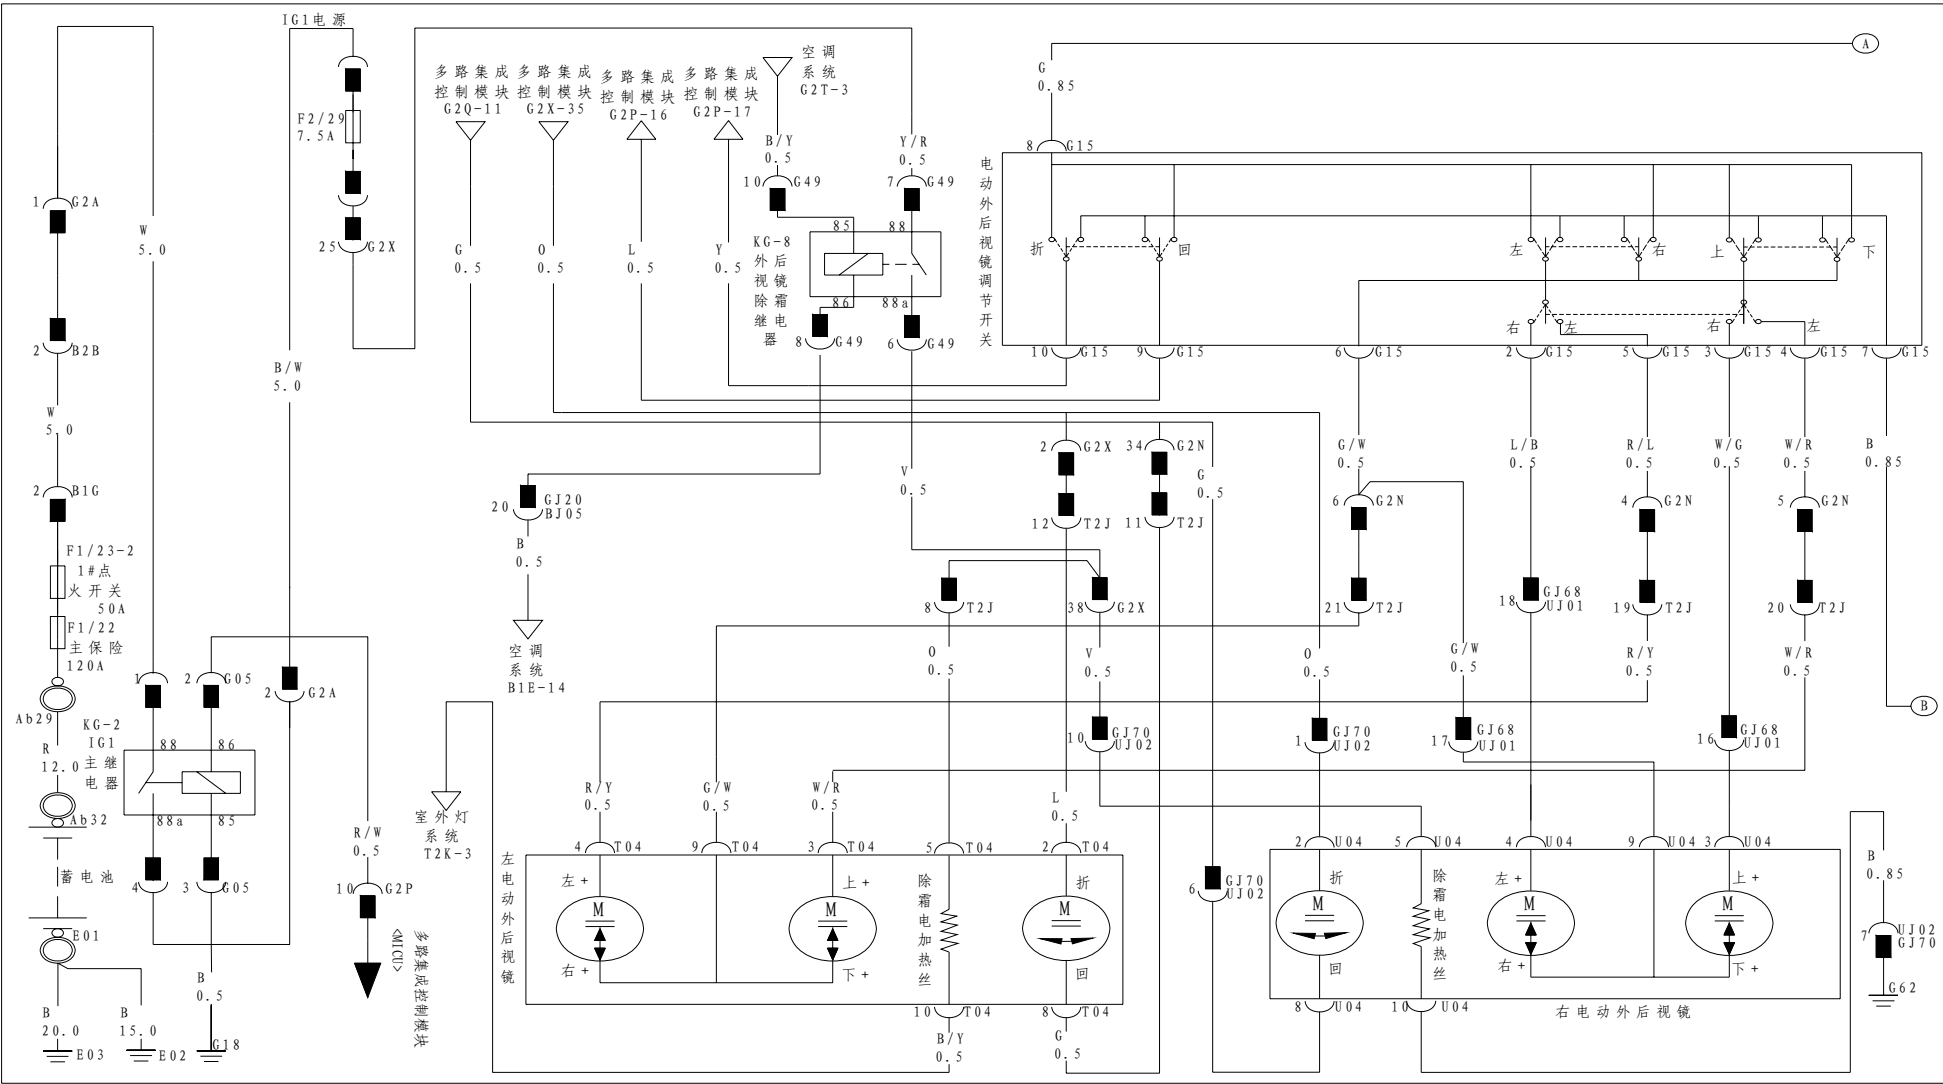 IG1电源
F2/29
7.5A
25 G2X
1 G2A
W
5.0
2 B2B
W
5.0
2 B1G
F1/23-2
1#点
火开关
50A
F1/22
主保险
120A
Ab29
R
12.0
Ab32
蓄电池
E01
B
20.0
B
15.0
E03
E02
B/W
5.0
1
2 G05
2 G2A
KG-2
IG1
主继
电器
88
86
88a
85
4
3 G05
B
0.5
G18
R/W
0.5
10 G2P
多路集成控制模块
<MICU>
多路集成
控制模块
G2Q-11
多路集成
控制模块
G2X-35
多路集成
控制模块
G2P-16
多路集成
控制模块
G2P-17
空调
系统
G2T-3
B/Y
0.5
Y/R
0.5
10 G49
7 G49
G
0.5
O
0.5
L
0.5
Y
0.5
KG-8
外后
视镜
除霜
继电
器
85
88
86
88a
8 G49
6 G49
20
GJ20
BJ05
B
0.5
空调
系统
B1E-14
V
0.5
室外灯
系统
T2K-3
G
0.85
A
8 G15
电动外后视镜调节开关
折
回
左
右
上
下
右
左
右
左
10 G15
9 G15
6 G15
2 G15
5 G15
3 G15
4 G15
7 G15
2 G2X
34 G2N
G
0.5
12 T2J
11 T2J
G/W
0.5
L/B
0.5
R/L
0.5
W/G
0.5
W/R
0.5
B
0.85
6 G2N
4 G2N
5 G2N
8 T2J
38 G2X
21 T2J
18
GJ68
UJ01
19 T2J
20 T2J
O
0.5
V
0.5
O
0.5
G/W
0.5
R/Y
0.5
W/R
0.5
B
10
GJ70
UJ02
1
GJ70
UJ02
17
GJ68
UJ01
16
GJ68
UJ01
R/Y
0.5
G/W
0.5
W/R
0.5
L
0.5
4 T04
9 T04
3 T04
5 T04
2 T04
左电动外后视镜
左+
M
右+
上+
M
下+
除霜电加热丝
折
M
回
10 T04
8 T04
B/Y
0.5
G
0.5
6
GJ70
UJ02
2 U04
5 U04
4 U04
9 U04
3 U04
折
M
回
除霜电加热丝
左+
M
右+
上+
M
下+
8 U04
10 U04
右电动外后视镜
B
0.85
7
UJ02
GJ70
G62